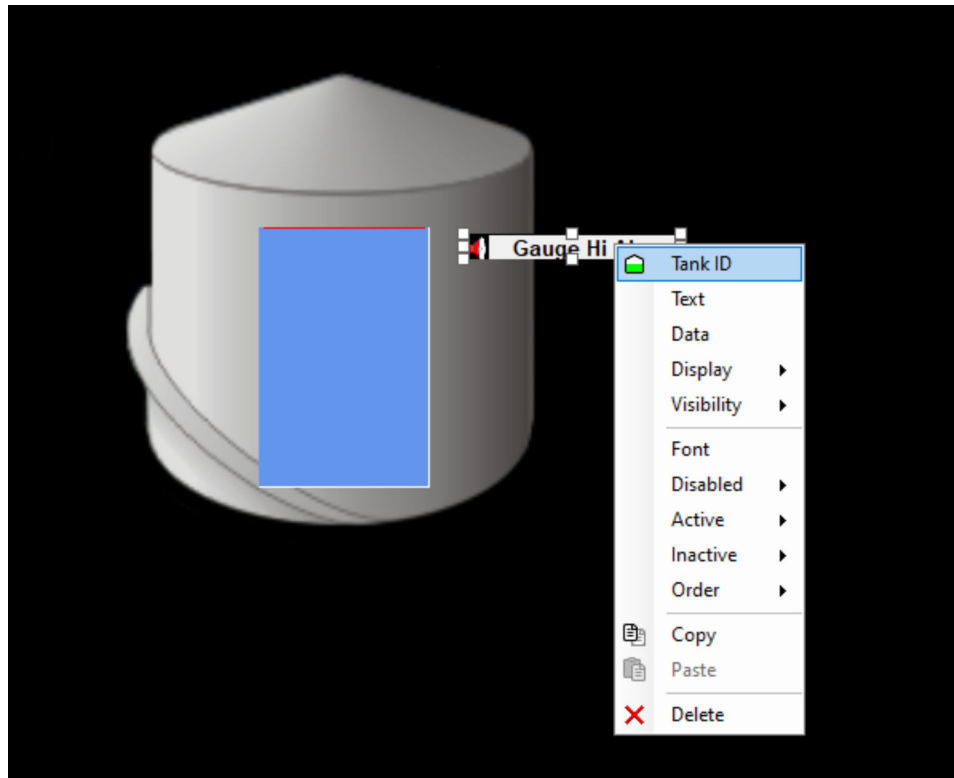 Gauge Hi
Tank ID
Text
Data
Display
Visibility
Font
Disabled
Active
Inactive
Order
Copy
Paste
Delete